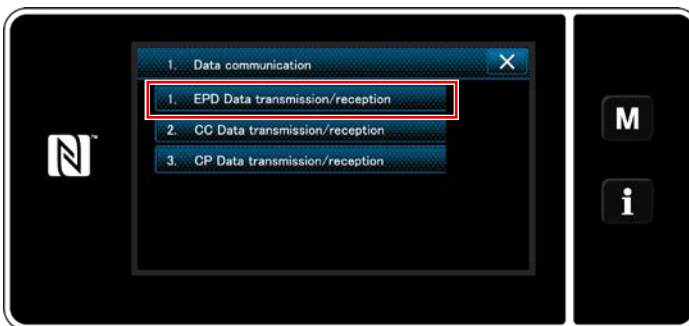 1. Data communication
1. EPD Data transmission/reception
2. CC Data transmission/reception
3. CP Data transmission/reception
M
i